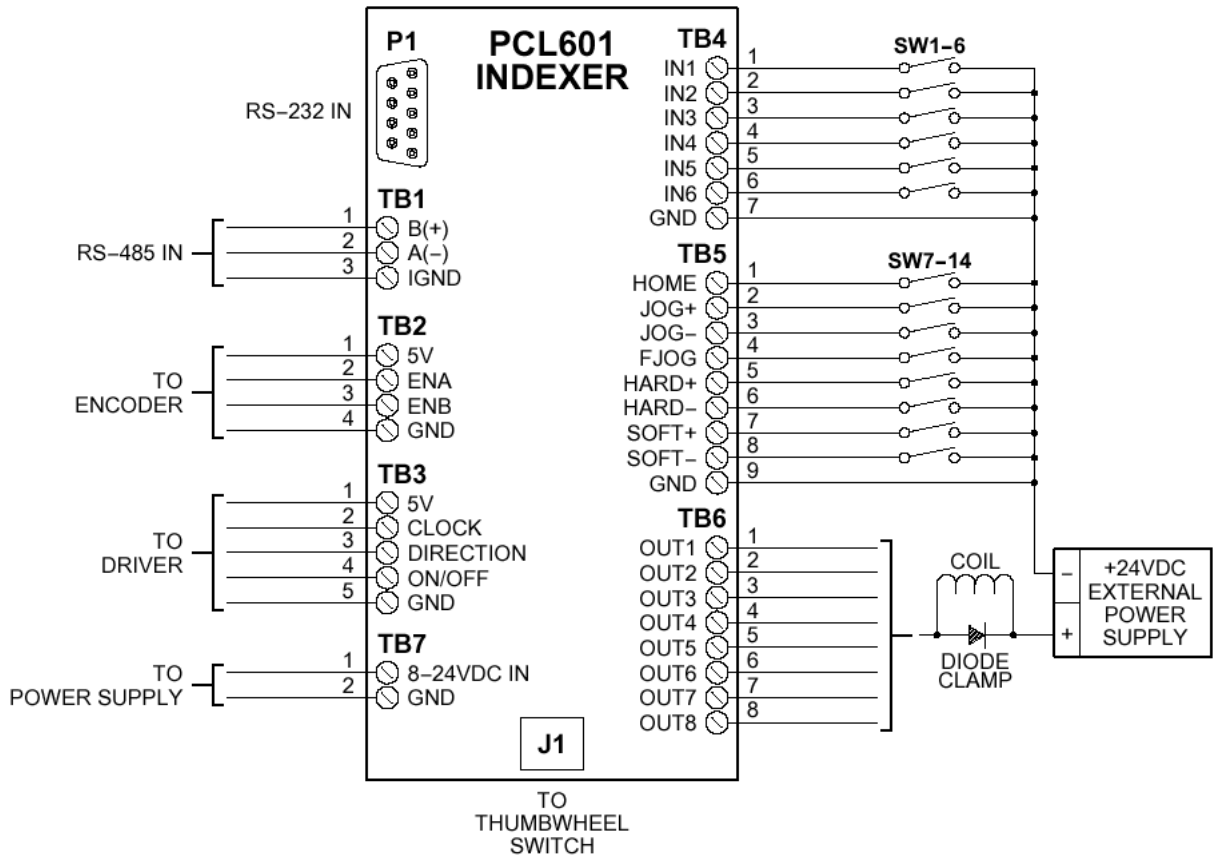 PCL601
INDEXER
P1
RS-232 IN
TB1
RS-485 IN
1 B(+)
2 A(-)
3 IGND
TB2
TO
ENCODER
1 5V
2 ENA
3 ENB
4 GND
TB3
TO
DRIVER
1 5V
2 CLOCK
3 DIRECTION
4 ON/OFF
5 GND
TB7
TO
POWER SUPPLY
1 8-24VDC IN
2 GND
J1
TO
THUMBWHEEL
SWITCH
TB4
SW1-6
IN1 1
IN2 2
IN3 3
IN4 4
IN5 5
IN6 6
GND 7
TB5
SW7-14
HOME 1
JOG+ 2
JOG- 3
FJOG 4
HARD+ 5
HARD- 6
SOFT+ 7
SOFT- 8
GND 9
TB6
OUT1 1
OUT2 2
OUT3 3
OUT4 4
OUT5 5
OUT6 6
OUT7 7
OUT8 8
COIL
DIODE
CLAMP
-
+
+24VDC
EXTERNAL
POWER
SUPPLY